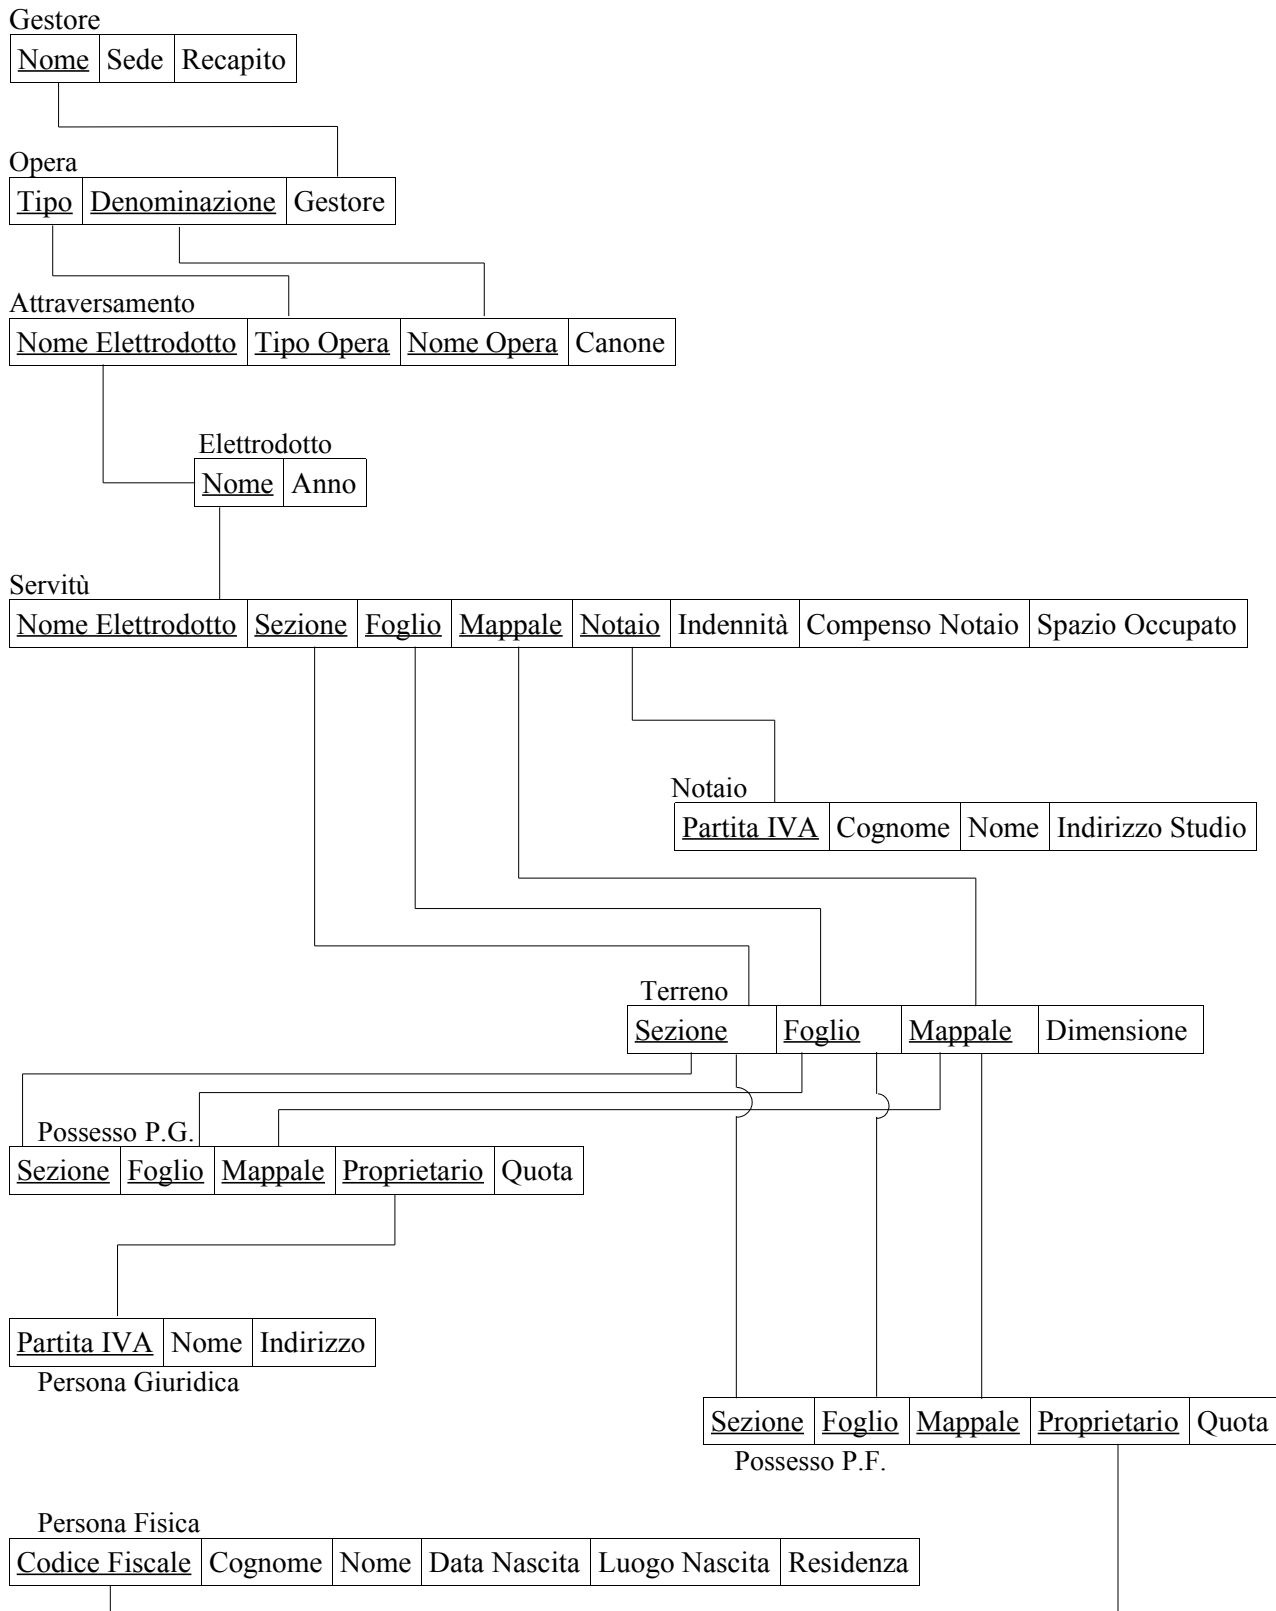 Gestore
Nome Sede Recapito
Opera
Tipo Denominazione Gestore
Attraversamento
Nome Elettrodotto Tipo Opera Nome Opera Canone
Elettrodotto
Nome Anno
Servitù
Nome Elettrodotto Sezione Foglio Mappale Notaio Indennità Compenso Notaio Spazio Occupato
Notaio
Partita IVA Cognome Nome Indirizzo Studio
Terreno
Sezione Foglio Mappale Dimensione
Possesso P.G.
Sezione Foglio Mappale Proprietario Quota
Partita IVA Nome Indirizzo
Persona Giuridica
Sezione Foglio Mappale Proprietario Quota
Possesso P.F.
Persona Fisica
Codice Fiscale Cognome Nome Data Nascita Luogo Nascita Residenza